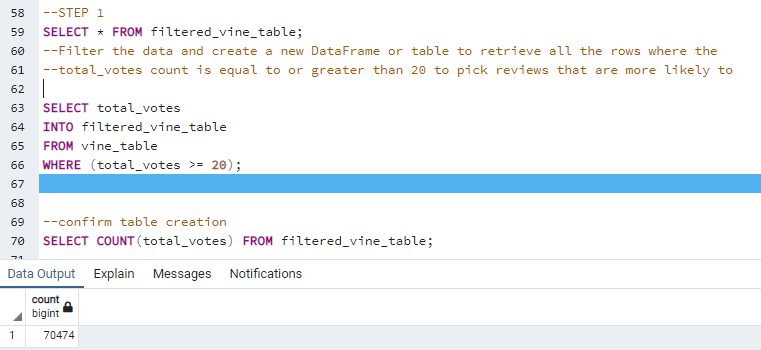 58 --STEP 1
59 SELECT * FROM filtered_vine_table;
60 --Filter the data and create a new DataFrame or table to retrieve all the rows where the
61 --total_votes count is equal to or greater than 20 to pick reviews that are more likely to
62
63 SELECT total_votes
64 INTO filtered_vine_table
65 FROM vine_table
66 WHERE (total_votes >= 20);
67
68
69 --confirm table creation
70 SELECT COUNT(total_votes) FROM filtered_vine_table;
71
Data Output Explain Messages Notifications
count
bigint
1 70474